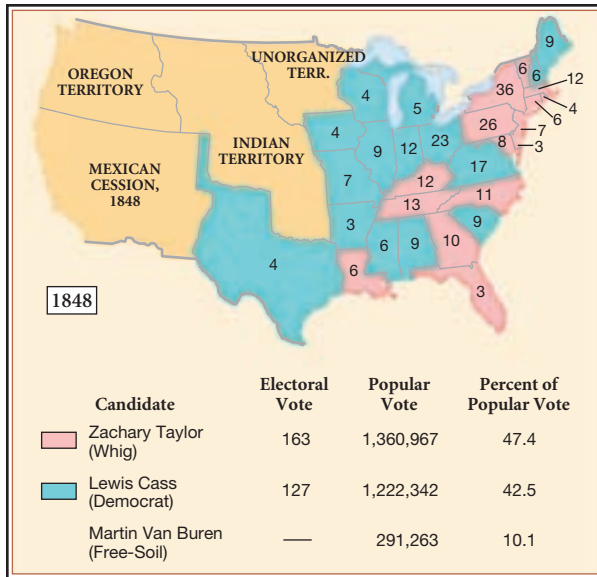 9
UNORGANIZED
TERR.
6
6
OREGON
TERRITORY
12
36
4
5
4
6
26
7
4
INDIAN
TERRITORY
9
12
23
8
3
MEXICAN
CESSION,
1848
17
7
12
11
13
3
9
6
9
10
4
6
1848
3
Candidate
Electoral
Vote
Popular
Vote
Percent of
Popular Vote
Zachary Taylor
(Whig)
163
1,360,967
47.4
Lewis Cass
(Democrat)
127
1,222,342
42.5
Martin Van Buren
(Free-Soil)
—
291,263
10.1